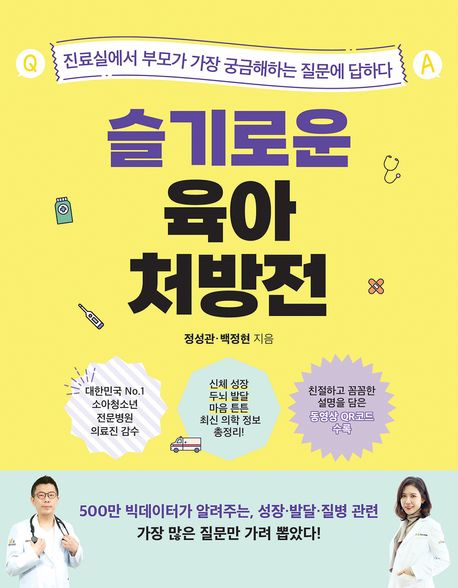 Q
진료실에서 부모가 가장 궁금해하는 질문에 답하다
A
슬기로운
육아
처방전
정성관·백정현 지음
대한민국 No.1
소아청소년
전문병원
의료진 감수
신체 성장
두뇌 발달
마음 튼튼
최신 의학 정보
총정리!
친절하고 꼼꼼한
설명을 담은
동영상 QR코드
수록
500만 빅데이터가 알려주는, 성장·발달·질병 관련
가장 많은 질문만 가려 뽑았다!